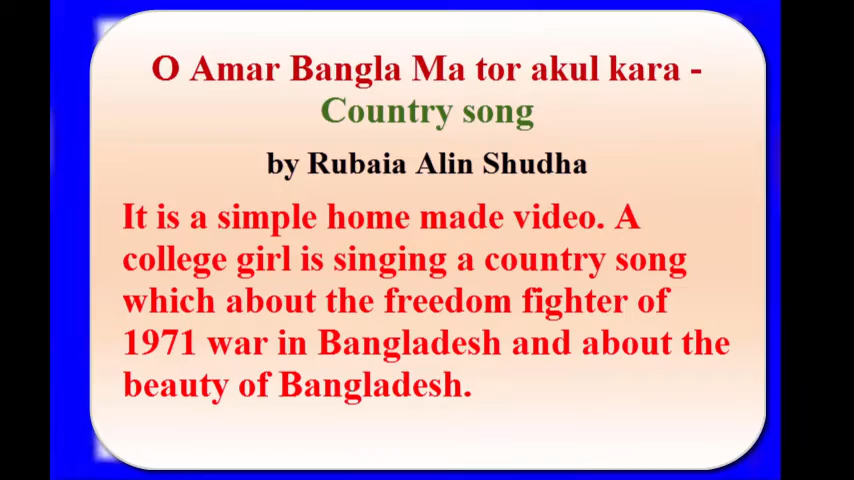 O Amar Bangla Ma tor akul kara -
Country song
by Rubaia Alin Shudha
It is a simple home made video. A
college girl is singing a country song
which about the freedom fighter of
1971 war in Bangladesh and about the
beauty of Bangladesh.